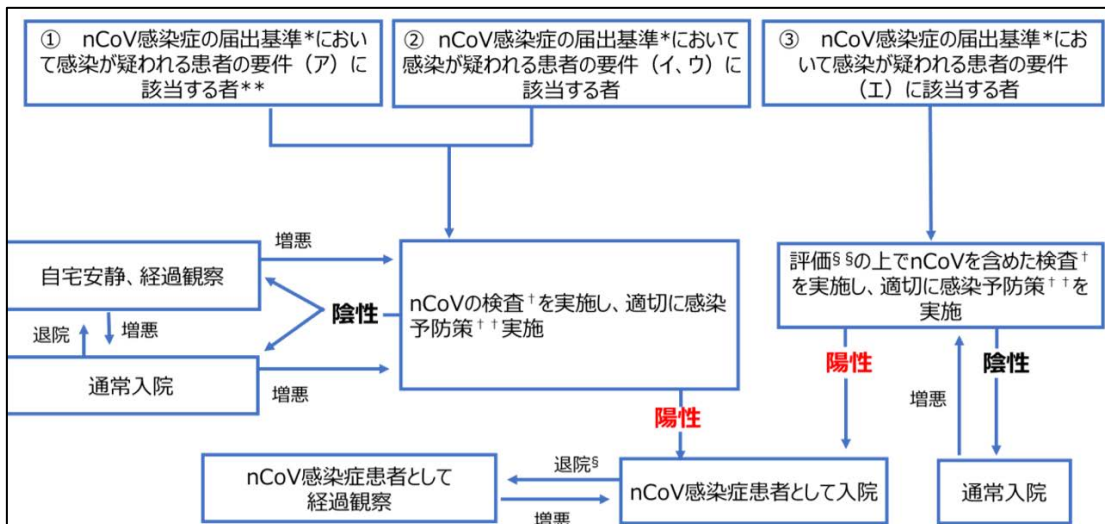 ① nCoV感染症の届出基準*におい
て感染が疑われる患者の要件（ア）に
該当する者**
② nCoV感染症の届出基準*において
感染が疑われる患者の要件（イ、ウ）に
該当する者
③ nCoV感染症の届出基準*にお
いて感染が疑われる患者の要件
（エ）に該当する者
増悪
自宅安静、経過観察
陰性
nCoVの検査†を実施し、適切に感染
予防策††実施
評価§§の上でnCoVを含めた検査†
を実施し、適切に感染予防策††を
実施
退院
増悪
通常入院
増悪
陽性
陽性
陰性
増悪
nCoV感染症患者として
経過観察
退院§
増悪
nCoV感染症患者として入院
通常入院